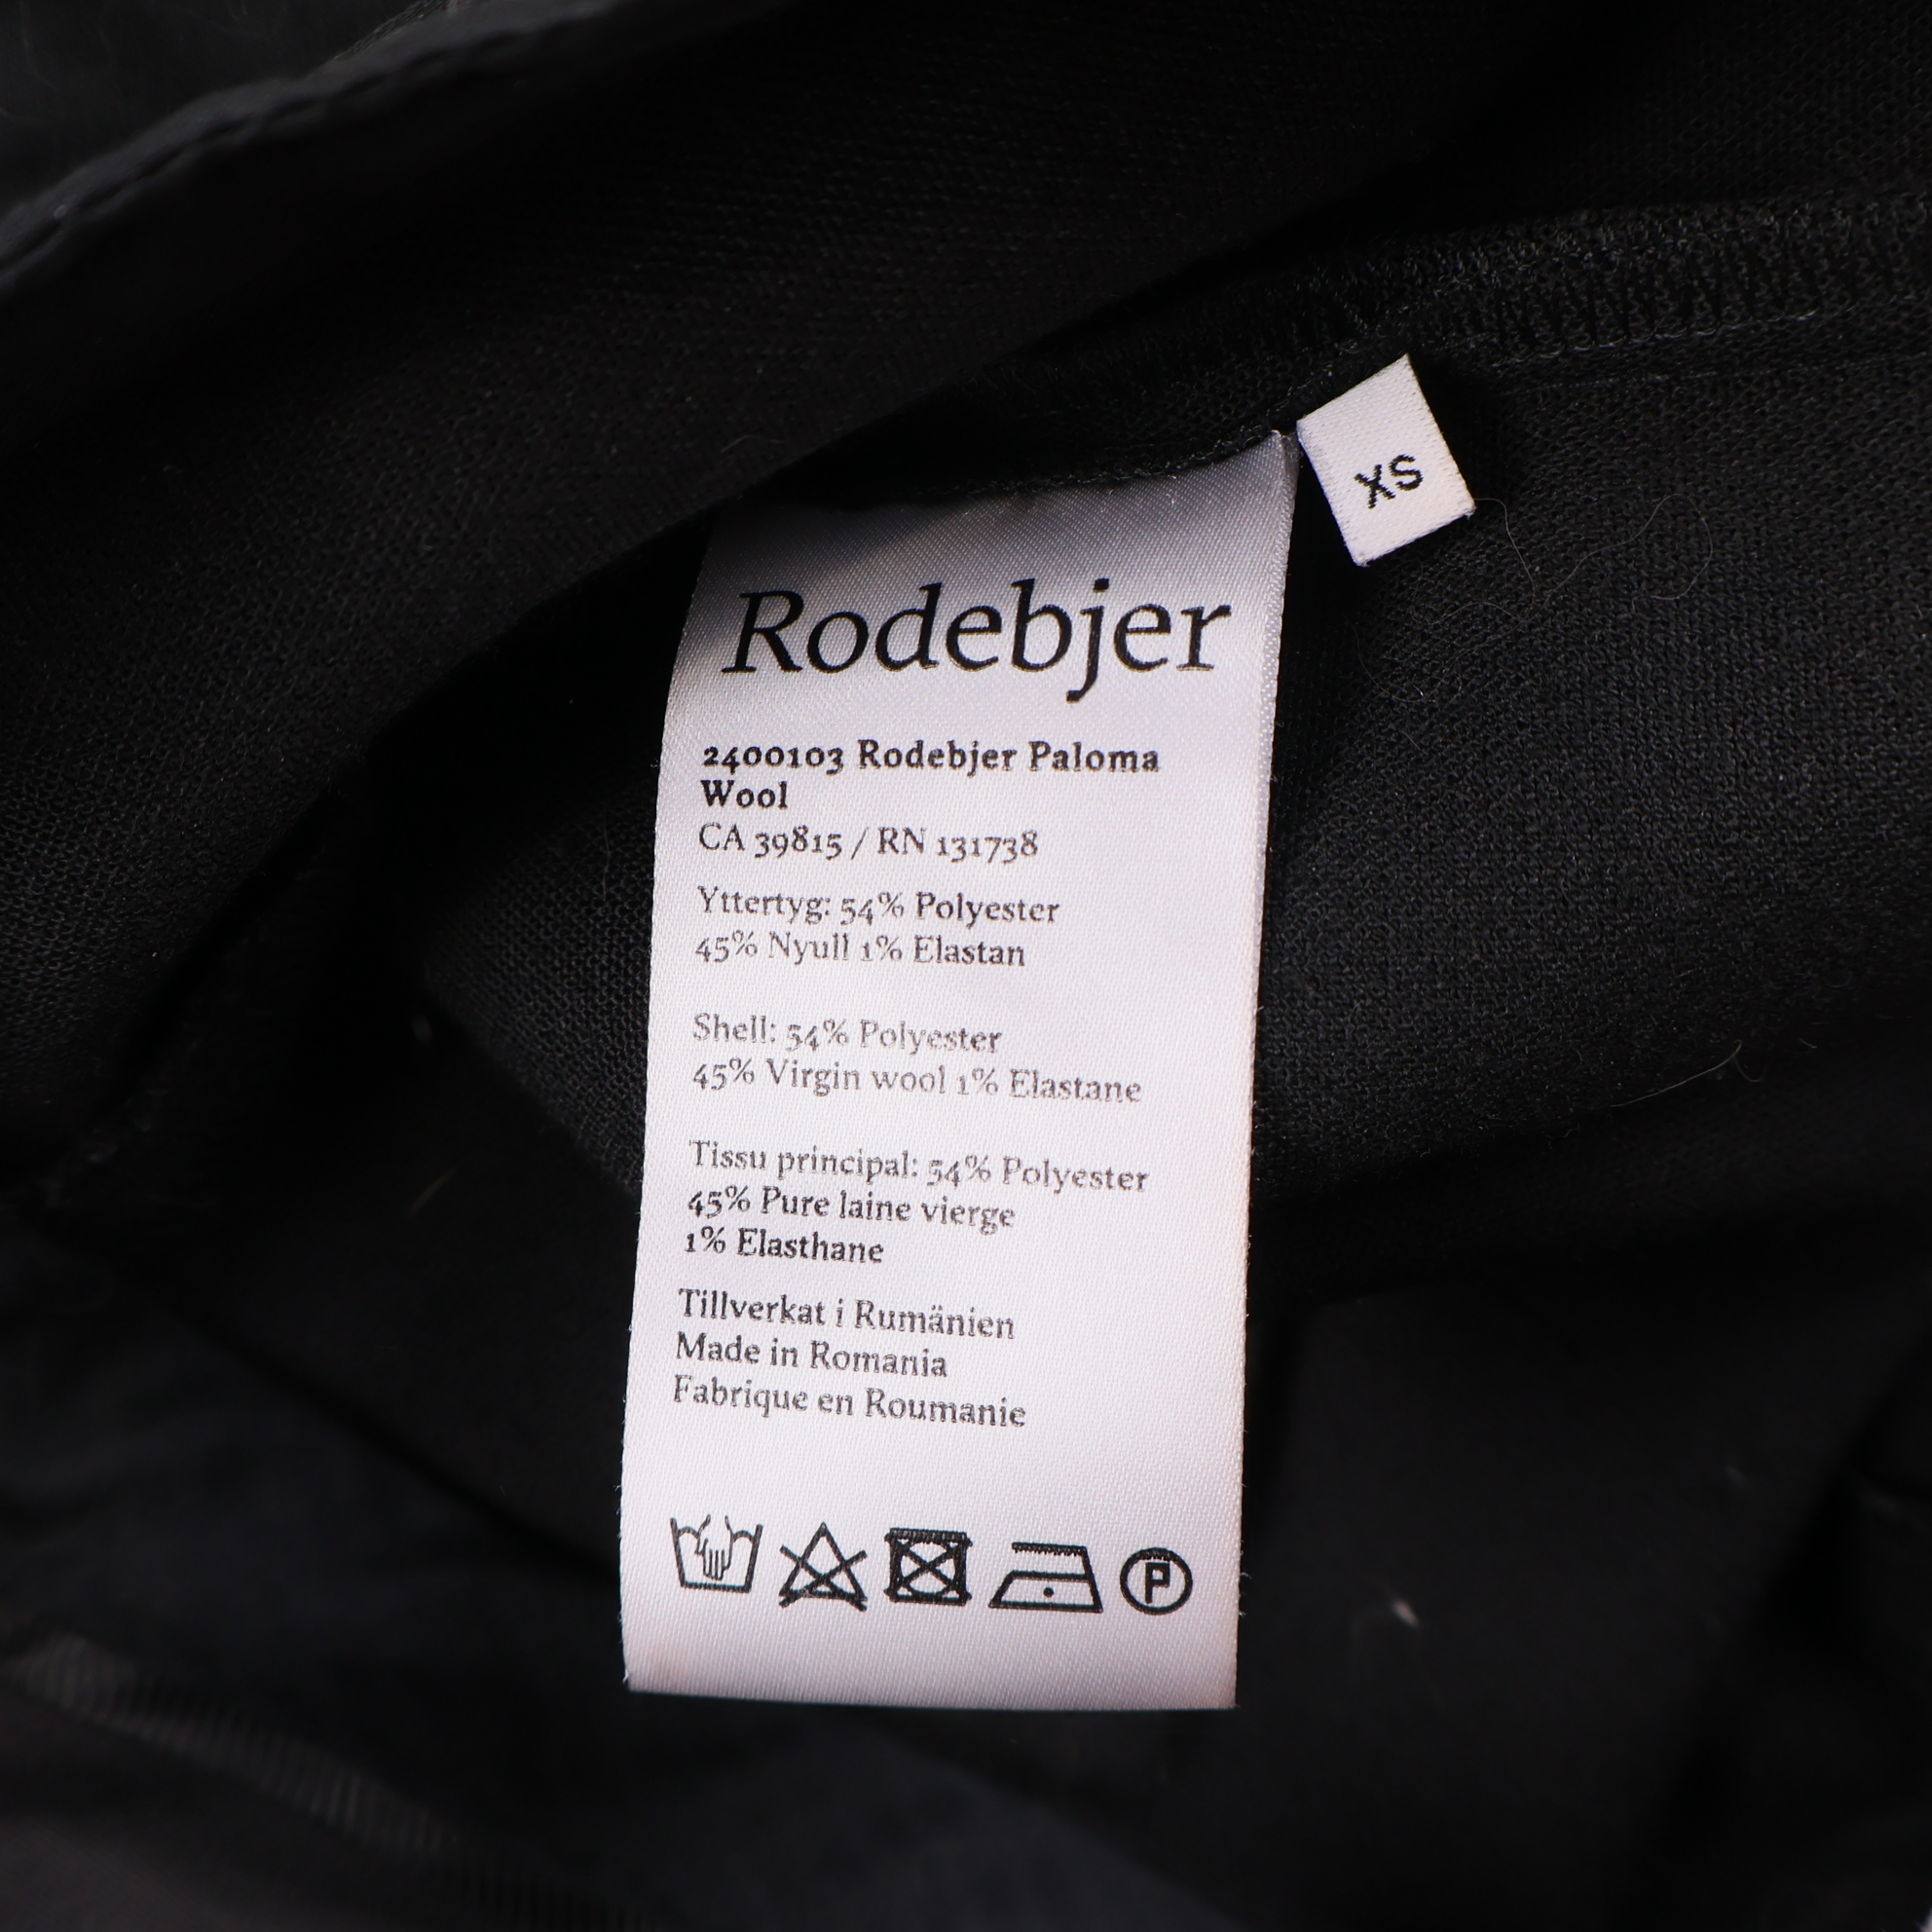 XS
Rodebjer
2400103 Rodebjer Paloma
Wool
CA 39815 / RN 131738
Yttertyg: 54% Polyester
45% Nyull 1% Elastan
Shell: 54% Polyester
45% Virgin wool 1% Elastane
Tissu principal: 54% Polyester
45% Pure laine vierge
1% Elasthane
Tillverkat i Rumänien
Made in Romania
Fabrique en Roumanie
P